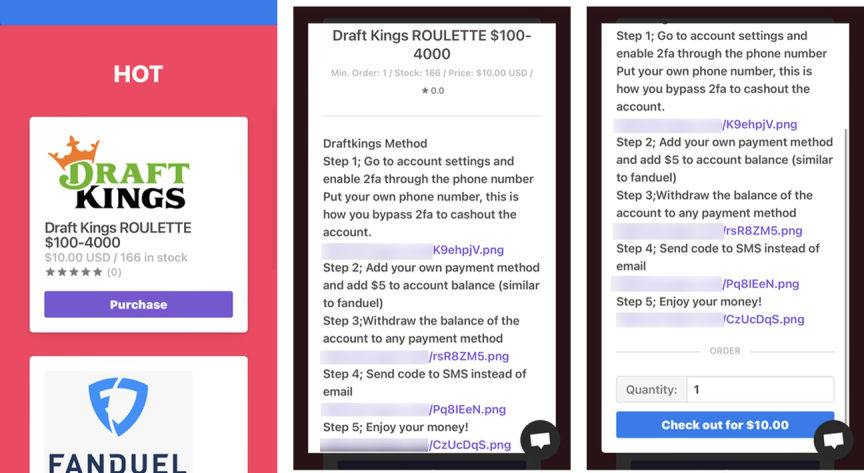 HOT
DRAFT
KINGS
Draft Kings ROULETTE
$100-4000
$10.00 USD / 166 in stock
★★★★★ (0)
Purchase
FANDUEL
Draft Kings ROULETTE $100-
4000
Min. Order: 1 / Stock: 166 / Price: $10.00 USD /
★ 0.0
Draftkings Method
Step 1; Go to account settings and
enable 2fa through the phone number
Put your own phone number, this is
how you bypass 2fa to cashout the
account.
K9ehpjV.png
Step 2; Add your own payment method
and add $5 to account balance (similar
to fanduel)
Step 3;Withdraw the balance of the
account to any payment method
/rsR8ZM5.png
Step 4; Send code to SMS instead of
email
/Pq8IEeN.png
Step 5; Enjoy your money!
/CzUcDqS.png
Step 1; Go to account settings and
enable 2fa through the phone number
Put your own phone number, this is
how you bypass 2fa to cashout the
account.
/K9ehpjV.png
Step 2; Add your own payment method
and add $5 to account balance (similar
to fanduel)
Step 3;Withdraw the balance of the
account to any payment method
/rsR8ZM5.png
Step 4; Send code to SMS instead of
email
/Pq8IEeN.png
Step 5; Enjoy your money!
/CzUcDqS.png
ORDER
Quantity: 1
Check out for $10.00